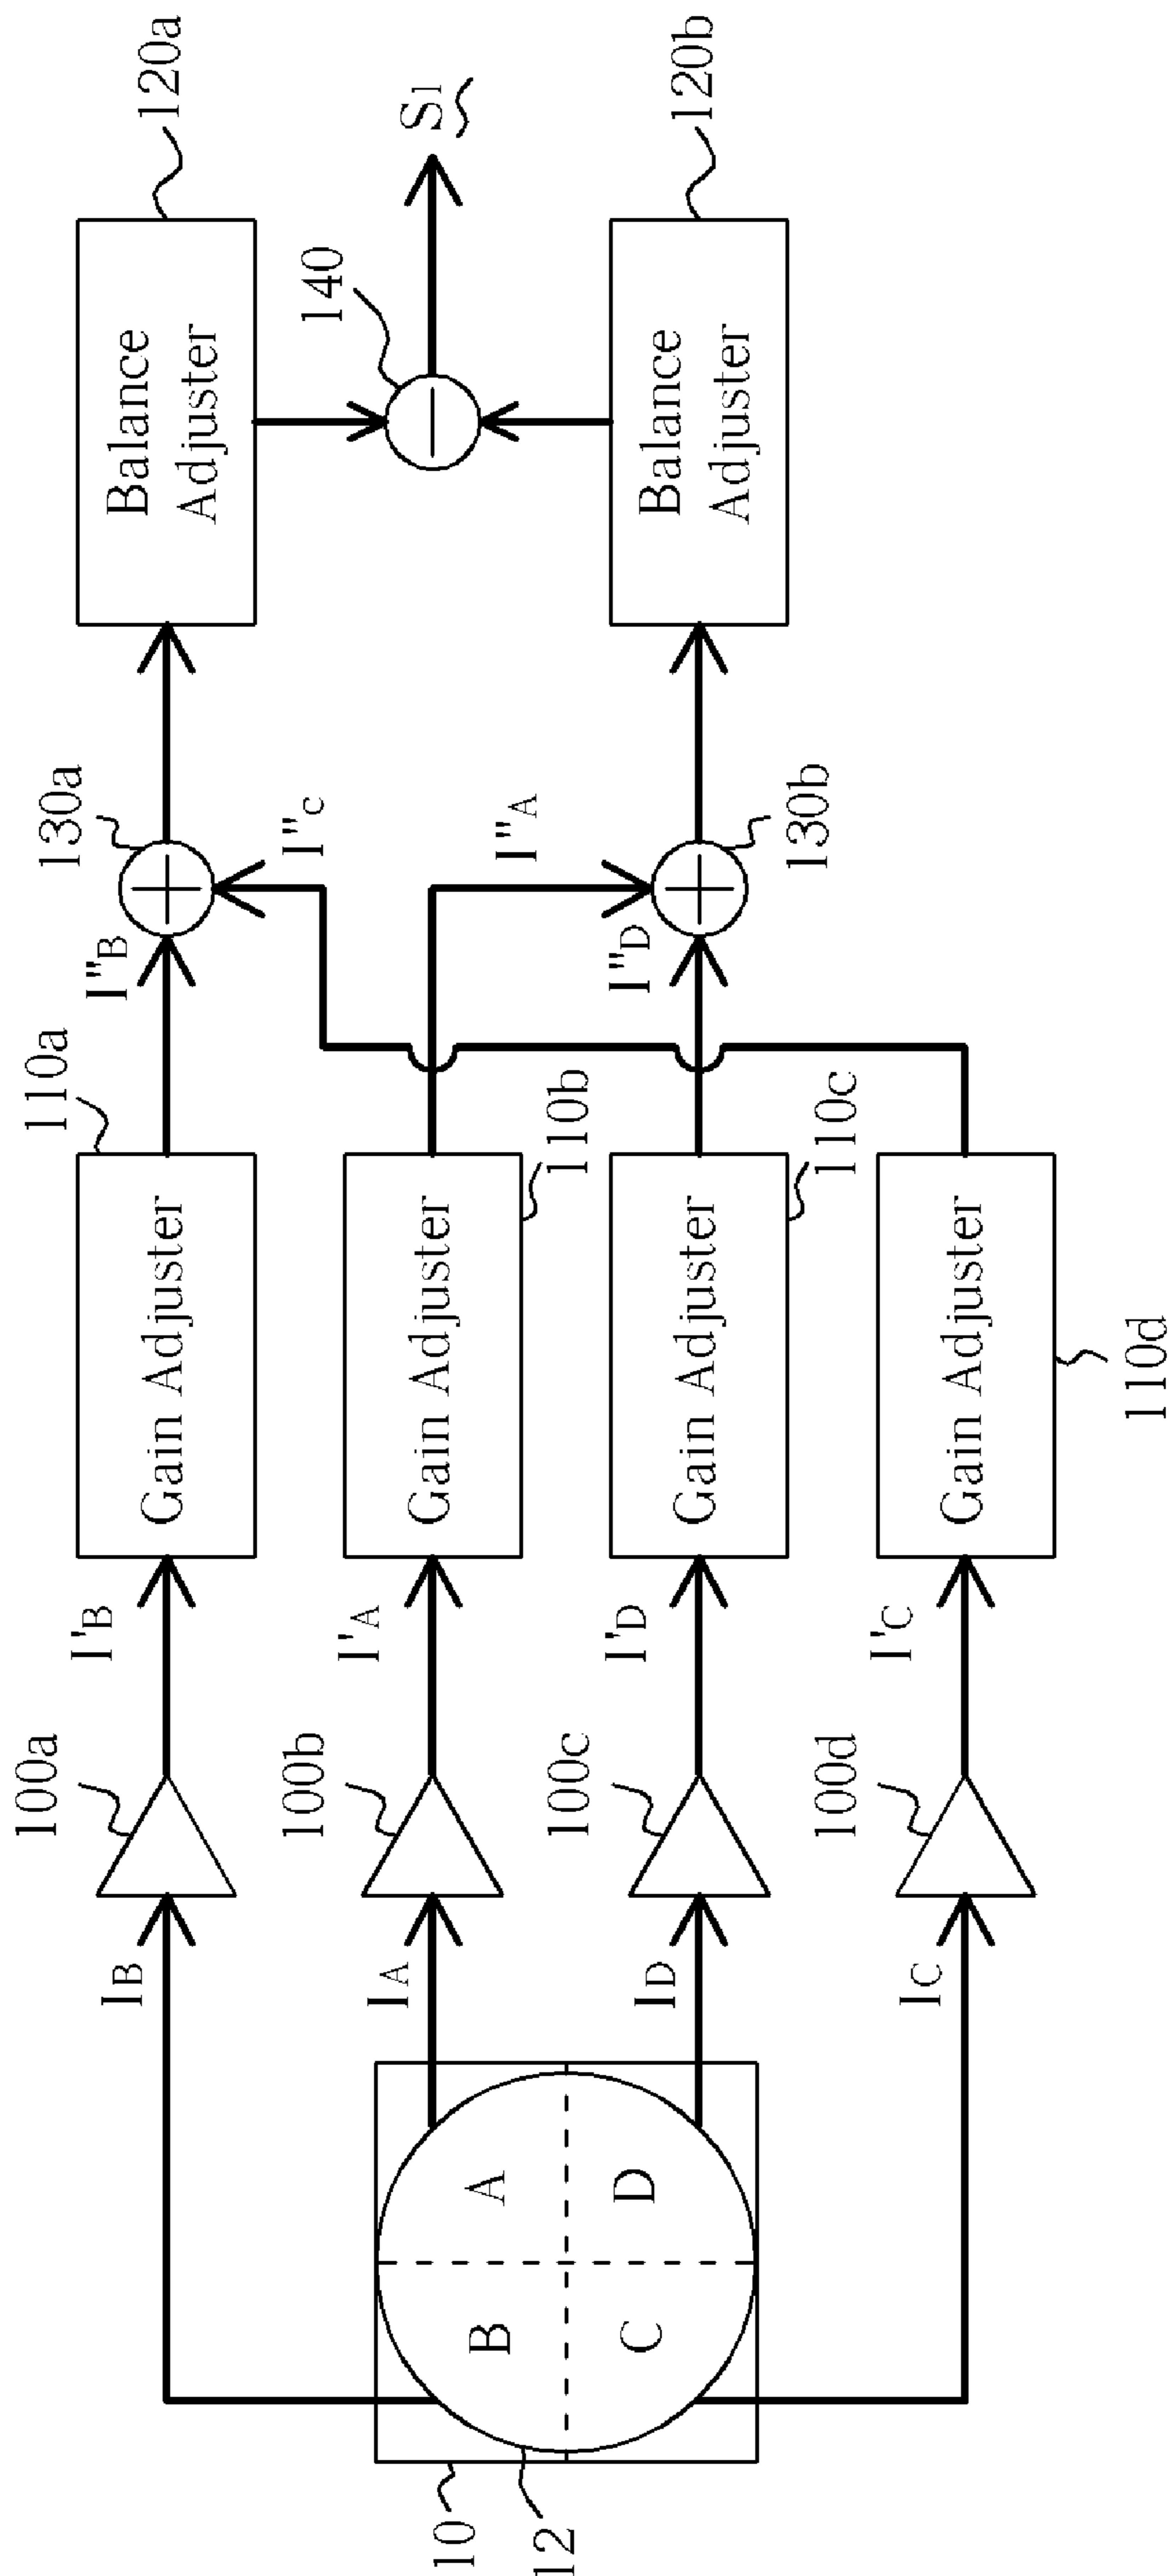 10
12
B
A
C
D
IB
IA
ID
IC
100a
100b
100c
100d
I'B
I'A
I'D
I'C
Gain Adjuster
Gain Adjuster
Gain Adjuster
Gain Adjuster
110a
110b
110c
110d
I"B
I"c
I"A
I"D
130a
130b
Balance
Adjuster
Balance
Adjuster
120a
120b
140
S1